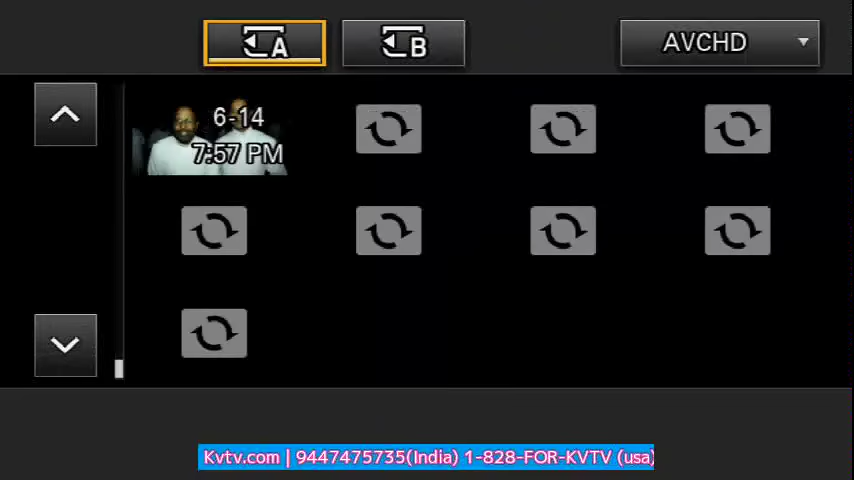 A
B
AVCHD
6-14
7:57 PM
Kvtv.com | 9447475735(India) 1-828-FOR-KVTV (usa)